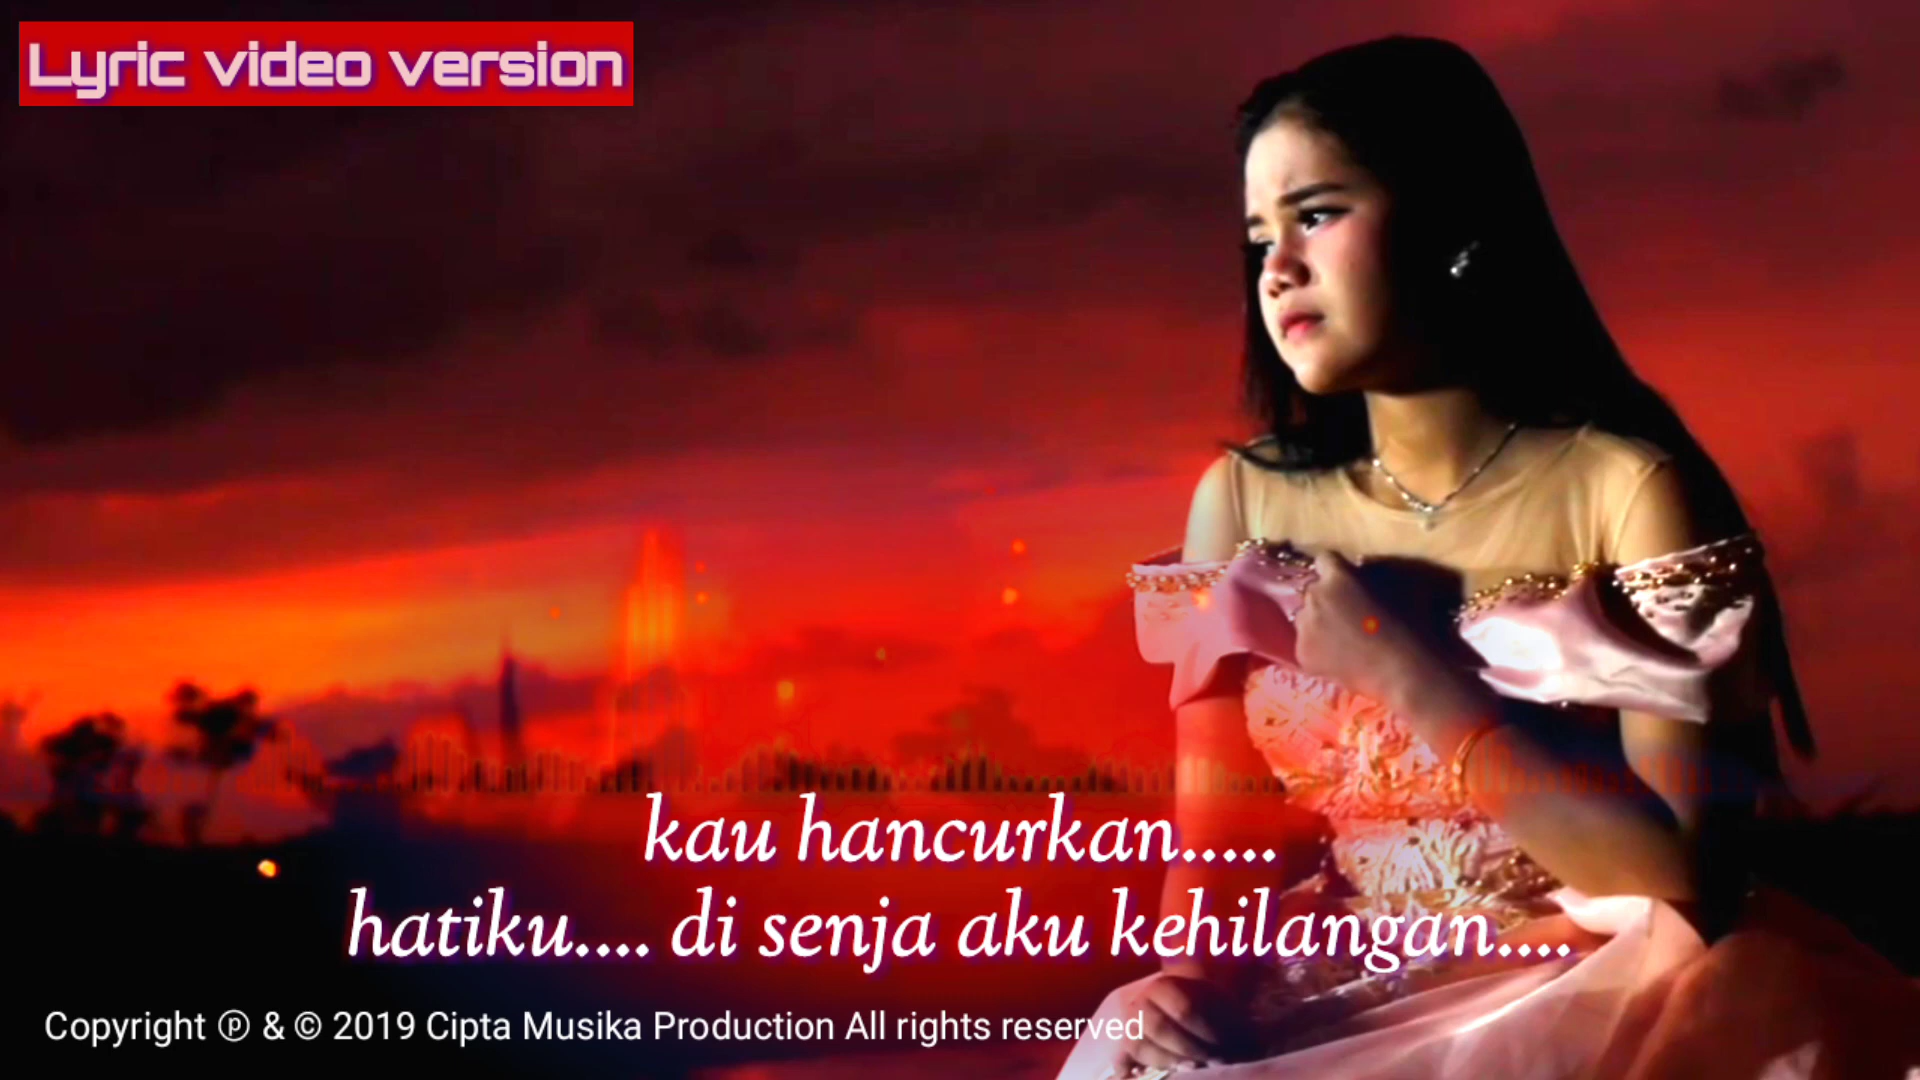 Lyric video version
kau hancurkan.....
hatiku.... di senja aku kehilangan....
Copyright ℗ & © 2019 Cipta Musika Production All rights reserved